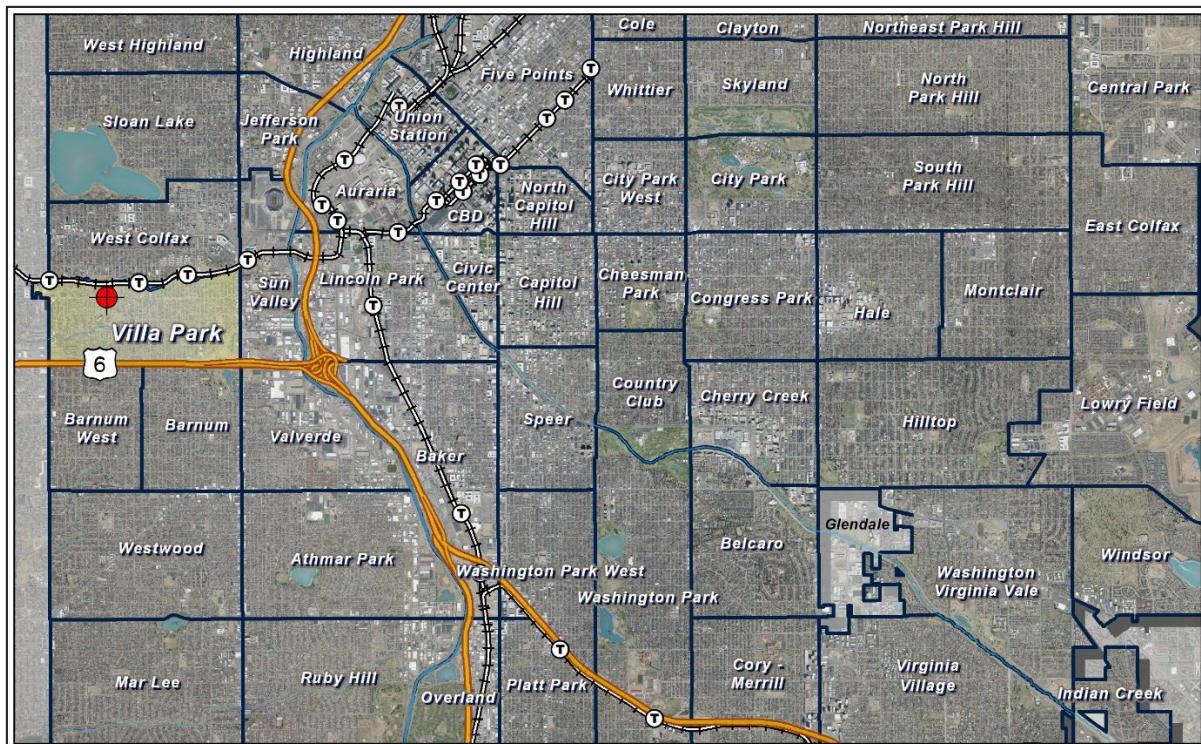 Cole
Clayton
Northeast Park Hill
West Highland
Highland
Five Points
Whittier
Skyland
North
Park Hill
Central Park
Sloan Lake
Jefferson
Park
T
Union
Station
T
T
T
T
T
Auraria
T
T
T
T
T
T
CBD
North
Capitol
Hill
City Park
West
City Park
South
Park Hill
East Colfax
West Colfax
T
T
T
T
T
T
T
Sun
Valley
Lincoln Park
T
Civic
Center
Capitol
Hill
Cheesman
Park
Congress Park
Hale
Montclair
Villa Park
6
Barnum
West
Barnum
Valverde
Baker
Speer
Country
Club
Cherry Creek
Hilltop
Lowry Field
T
Glendale
Westwood
Athmar Park
Washington Park West
Washington Park
Belcaro
Washington
Virginia Vale
Windsor
Mar Lee
Ruby Hill
Overland
T
Platt Park
T
Cory -
Merrill
Virginia
Village
Indian Creek